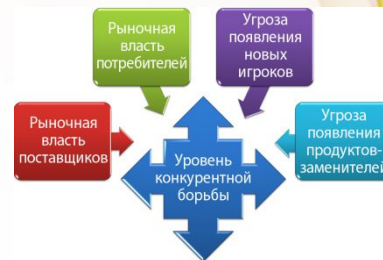 Рыночная
власть
потребителей
Угроза
появления
новых
игроков
Рыночная
власть
поставщиков
Уровень
конкурентной
борьбы
Угроза
появления
продуктов-
заменителей